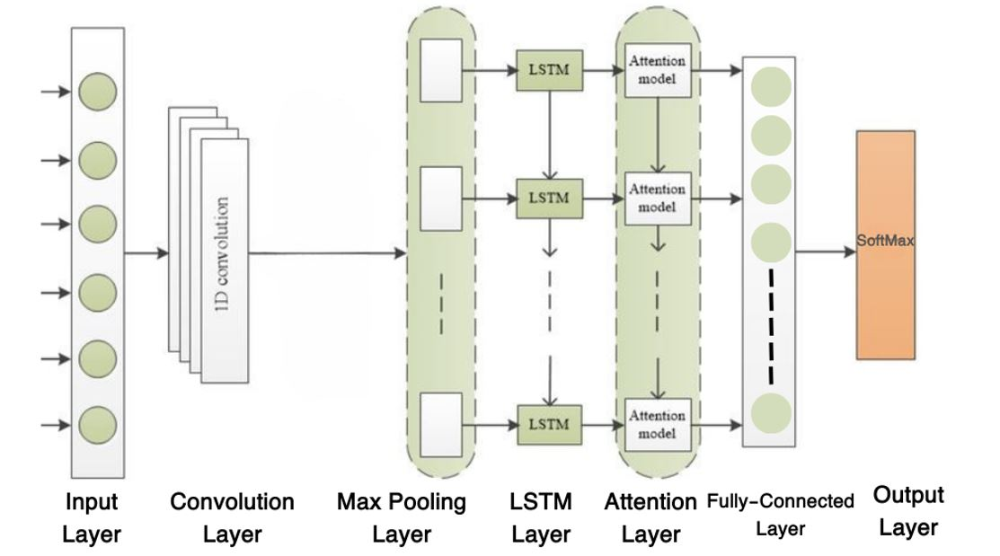 1D convolution
LSTM
Attention
model
LSTM
Attention
model
LSTM
Attention
model
SoftMax
Input
Layer
Convolution
Layer
Max Pooling
Layer
LSTM
Layer
Attention
Layer
Fully-Connected
Layer
Output
Layer